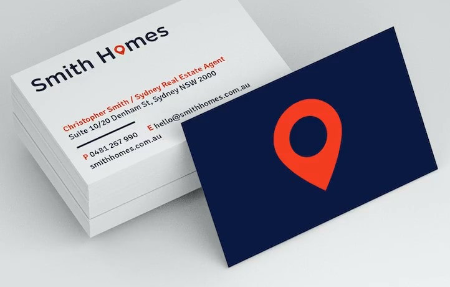 Smith Homes
Christopher Smith / Sydney Real Estate Agent
Suite 10/20 Denham St, Sydney NSW 2000
P 0481 267 990 E hello@smithhomes.com.au
smithhomes.com.au